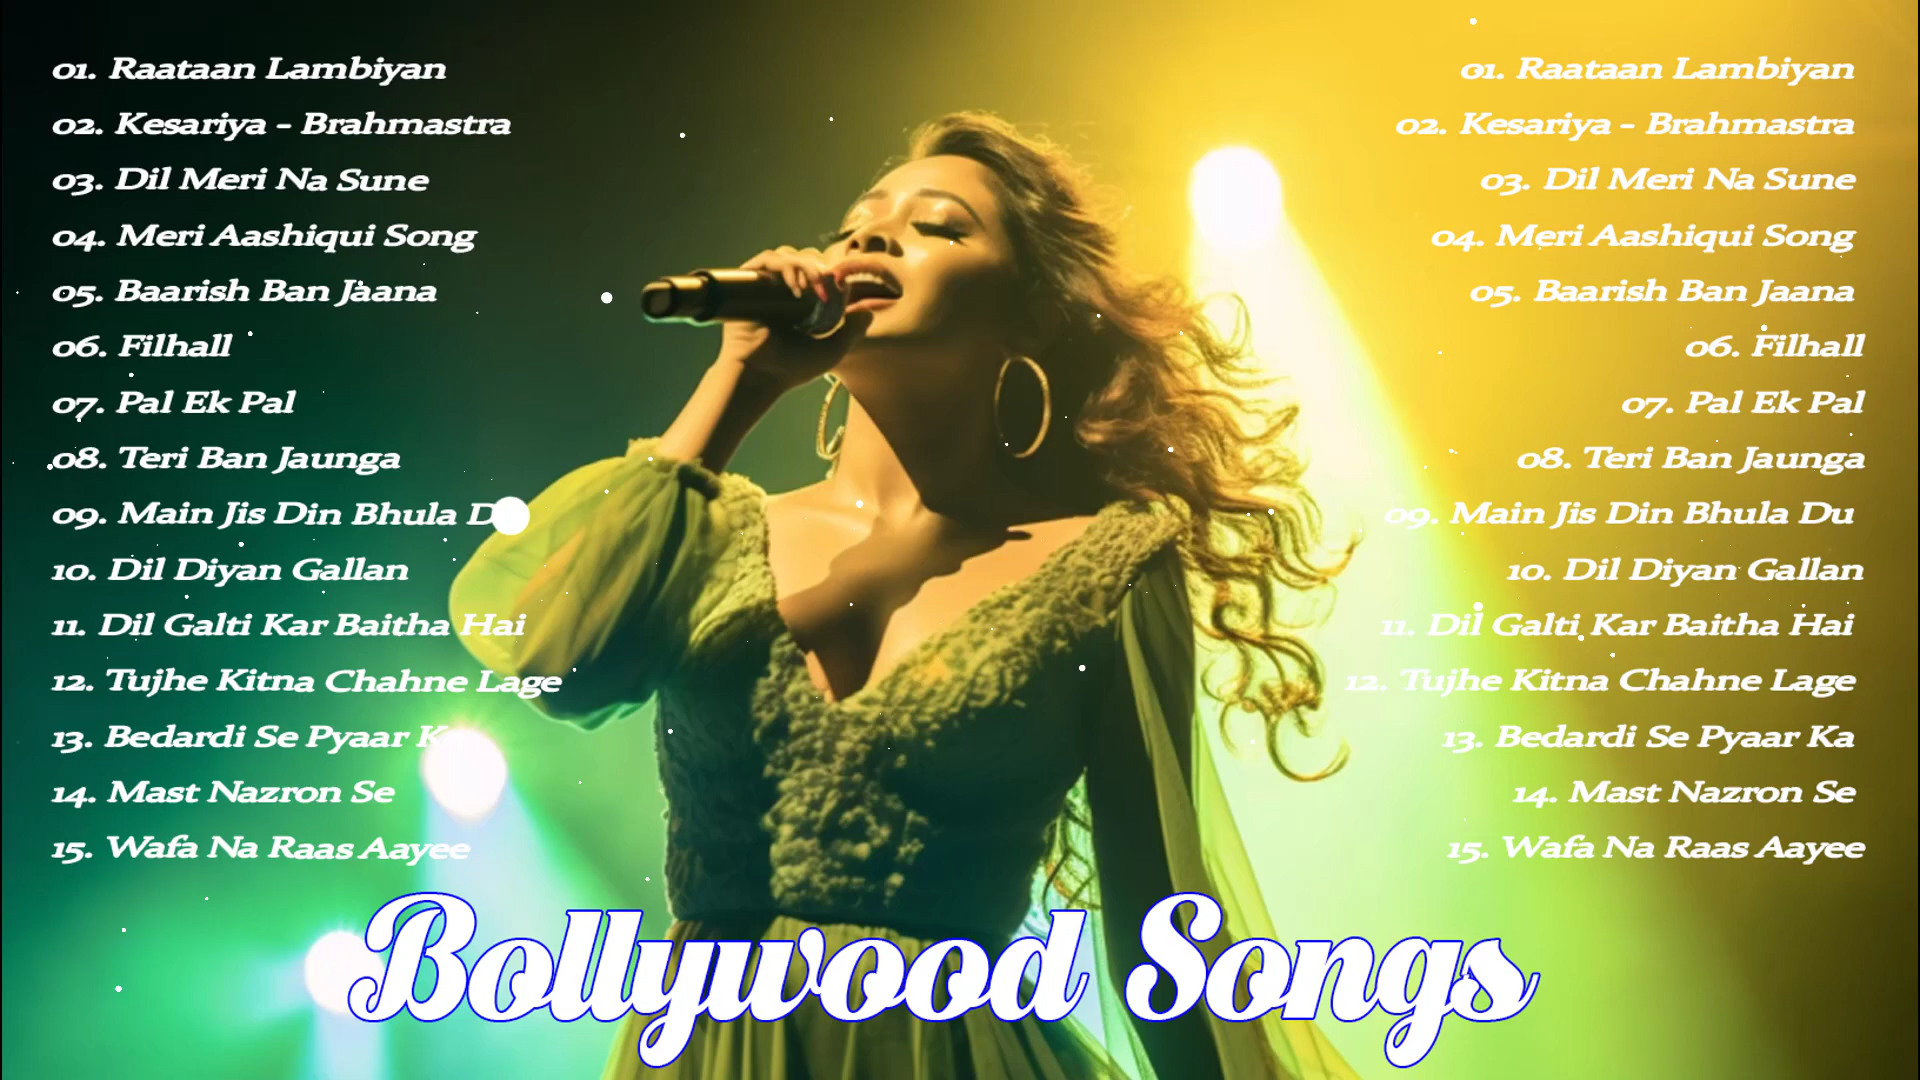 01. Raataan Lambiyan
02. Kesariya - Brahmastra
03. Dil Meri Na Sune
04. Meri Aashiqui Song
05. Baarish Ban Jaana
06. Filhall
07. Pal Ek Pal
08. Teri Ban Jaunga
09. Main Jis Din Bhula Du
10. Dil Diyan Gallan
11. Dil Galti Kar Baitha Hai
12. Tujhe Kitna Chahne Lage
13. Bedardi Se Pyaar Ka
14. Mast Nazron Se
15. Wafa Na Raas Aayee
01. Raataan Lambiyan
02. Kesariya - Brahmastra
03. Dil Meri Na Sune
04. Meri Aashiqui Song
05. Baarish Ban Jaana
06. Filhall
07. Pal Ek Pal
08. Teri Ban Jaunga
09. Main Jis Din Bhula Du
10. Dil Diyan Gallan
11. Dil Galti Kar Baitha Hai
12. Tujhe Kitna Chahne Lage
13. Bedardi Se Pyaar Ka
14. Mast Nazron Se
15. Wafa Na Raas Aayee
Bollywood Songs